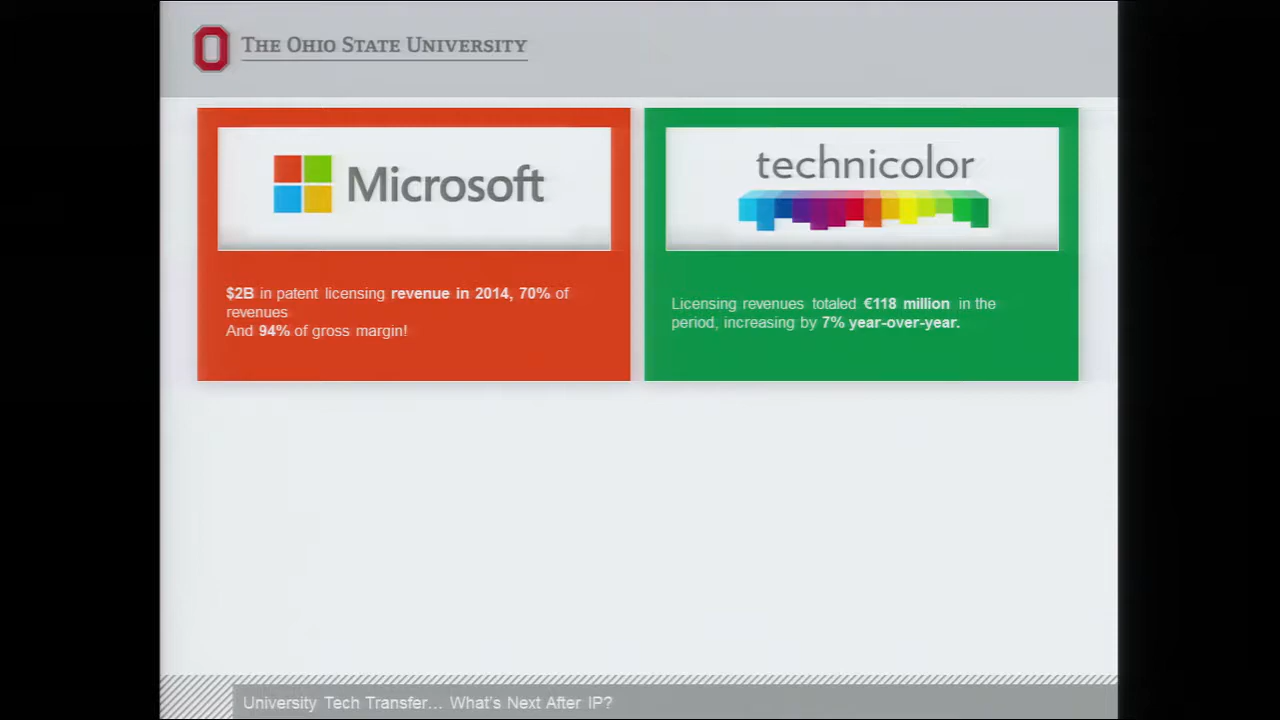 THE OHIO STATE UNIVERSITY
Microsoft
$2B in patent licensing revenue in 2014, 70% of
revenues
And 94% of gross margin!
technicolor
Licensing revenues totaled €118 million in the
period, increasing by 7% year-over-year.
University Tech Transfer... What's Next After IP?